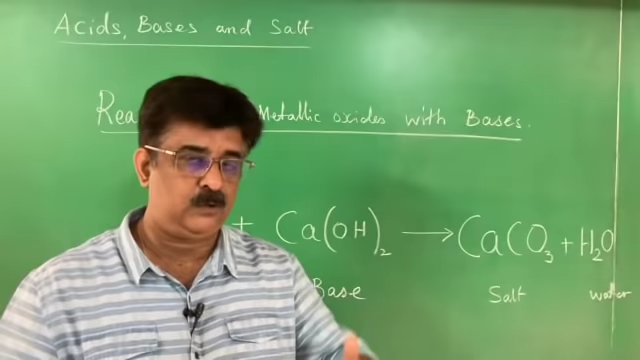 Acids, Bases and Salt
Rea Metallic oxides with Bases.
+ Ca(OH)₂ → CaCO₃ + H₂O
Base Salt water